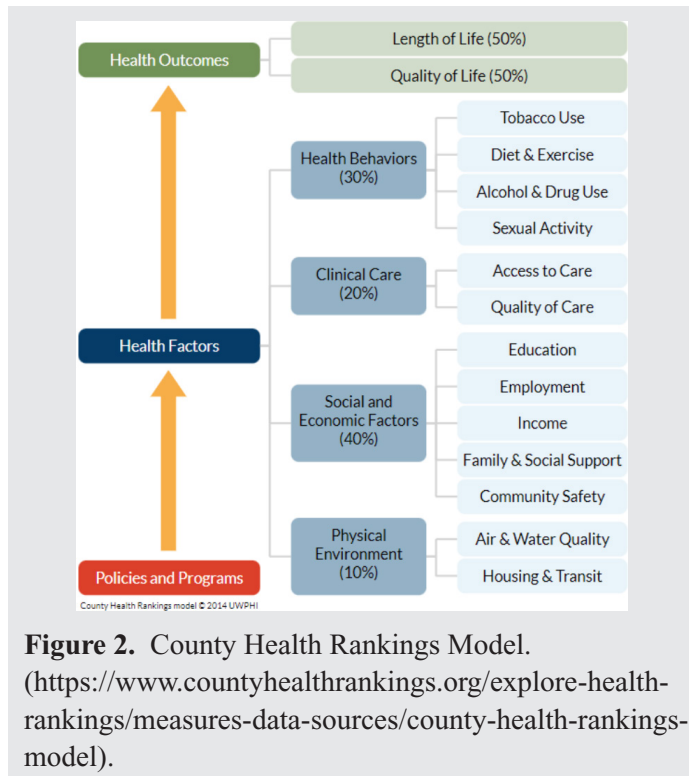 Health Outcomes
Length of Life (50%)
Quality of Life (50%)
Health Behaviors
(30%)
Tobacco Use
Diet & Exercise
Alcohol & Drug Use
Sexual Activity
Clinical Care
(20%)
Access to Care
Quality of Care
Health Factors
Social and
Economic Factors
(40%)
Education
Employment
Income
Family & Social Support
Community Safety
Physical
Environment
(10%)
Air & Water Quality
Housing & Transit
Policies and Programs
County Health Rankings model © 2014 UWPHI
Figure 2. County Health Rankings Model.
(https://www.countyhealthrankings.org/explore-health-
rankings/measures-data-sources/county-health-rankings-
model).